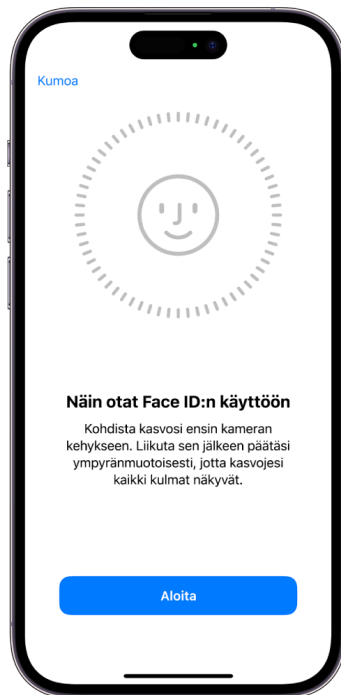 Kumoa
Näin otat Face ID:n käyttöön
Kohdista kasvosi ensin kameran
kehykseen. Liikuta sen jälkeen päätäsi
ympyränmuotoisesti, jotta kasvojesi
kaikki kulmat näkyvät.
Aloita